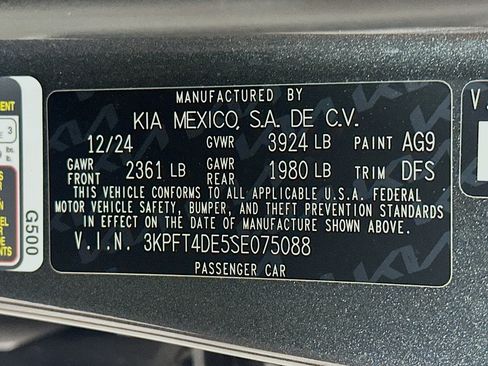 MANUFACTURED BY
KIA MEXICO, S.A. DE C.V.
12/24 GVWR 3924 LB PAINT AG9
GAWR FRONT 2361 LB GAWR REAR 1980 LB TRIM DFS
THIS VEHICLE CONFORMS TO ALL APPLICABLE U.S.A. FEDERAL
MOTOR VEHICLE SAFETY, BUMPER, AND THEFT PREVENTION STANDARDS
IN EFFECT ON THE DATE OF MANUFACTURE SHOWN ABOVE.
V.I.N. 3KPFT4DE5SE075088
PASSENGER CAR
G500
3